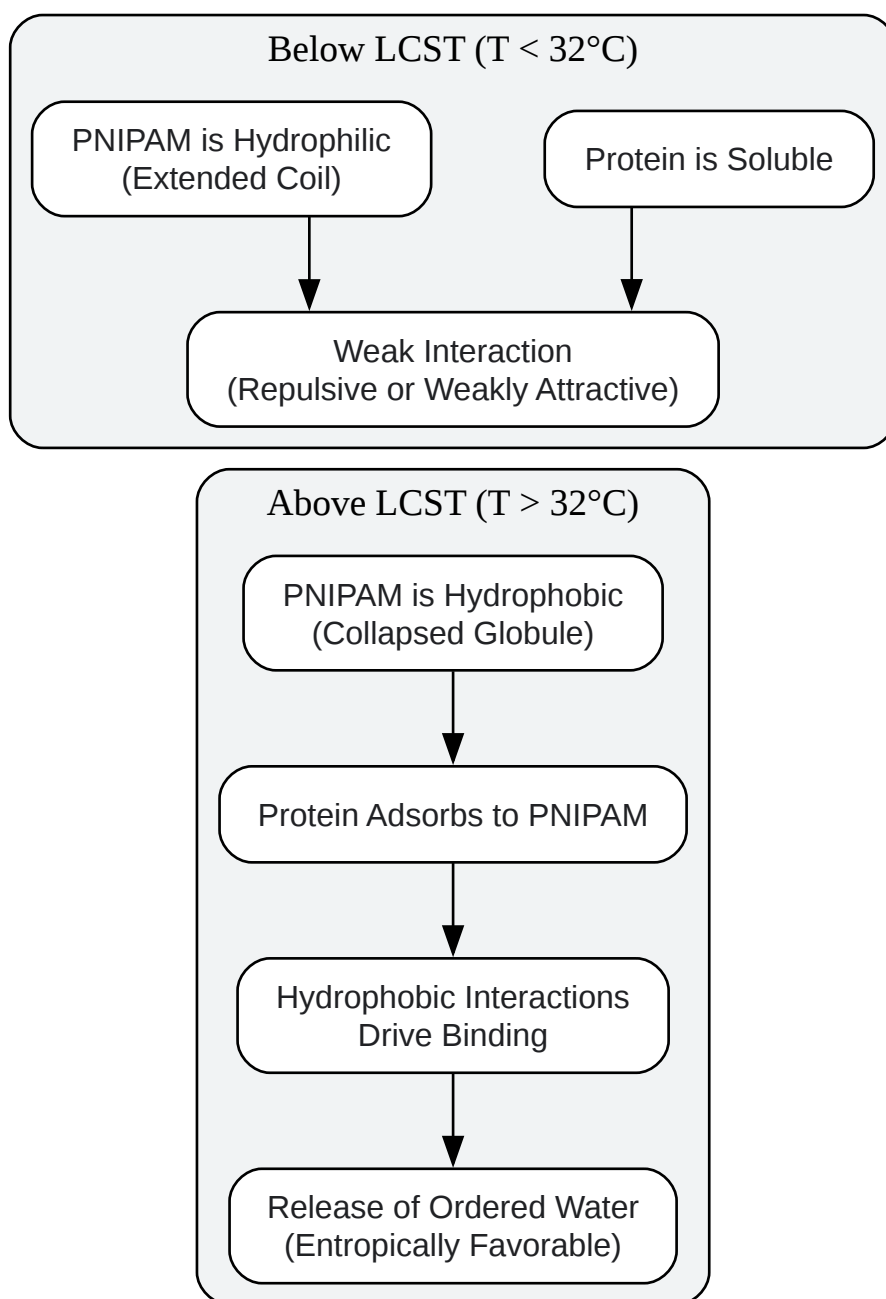 Below LCST (T < 32°C)
PNIPAM is Hydrophilic
(Extended Coil)
Protein is Soluble
Weak Interaction
(Repulsive or Weakly Attractive)
Above LCST (T > 32°C)
PNIPAM is Hydrophobic
(Collapsed Globule)
Protein Adsorbs to PNIPAM
Hydrophobic Interactions
Drive Binding
Release of Ordered Water
(Entropically Favorable)